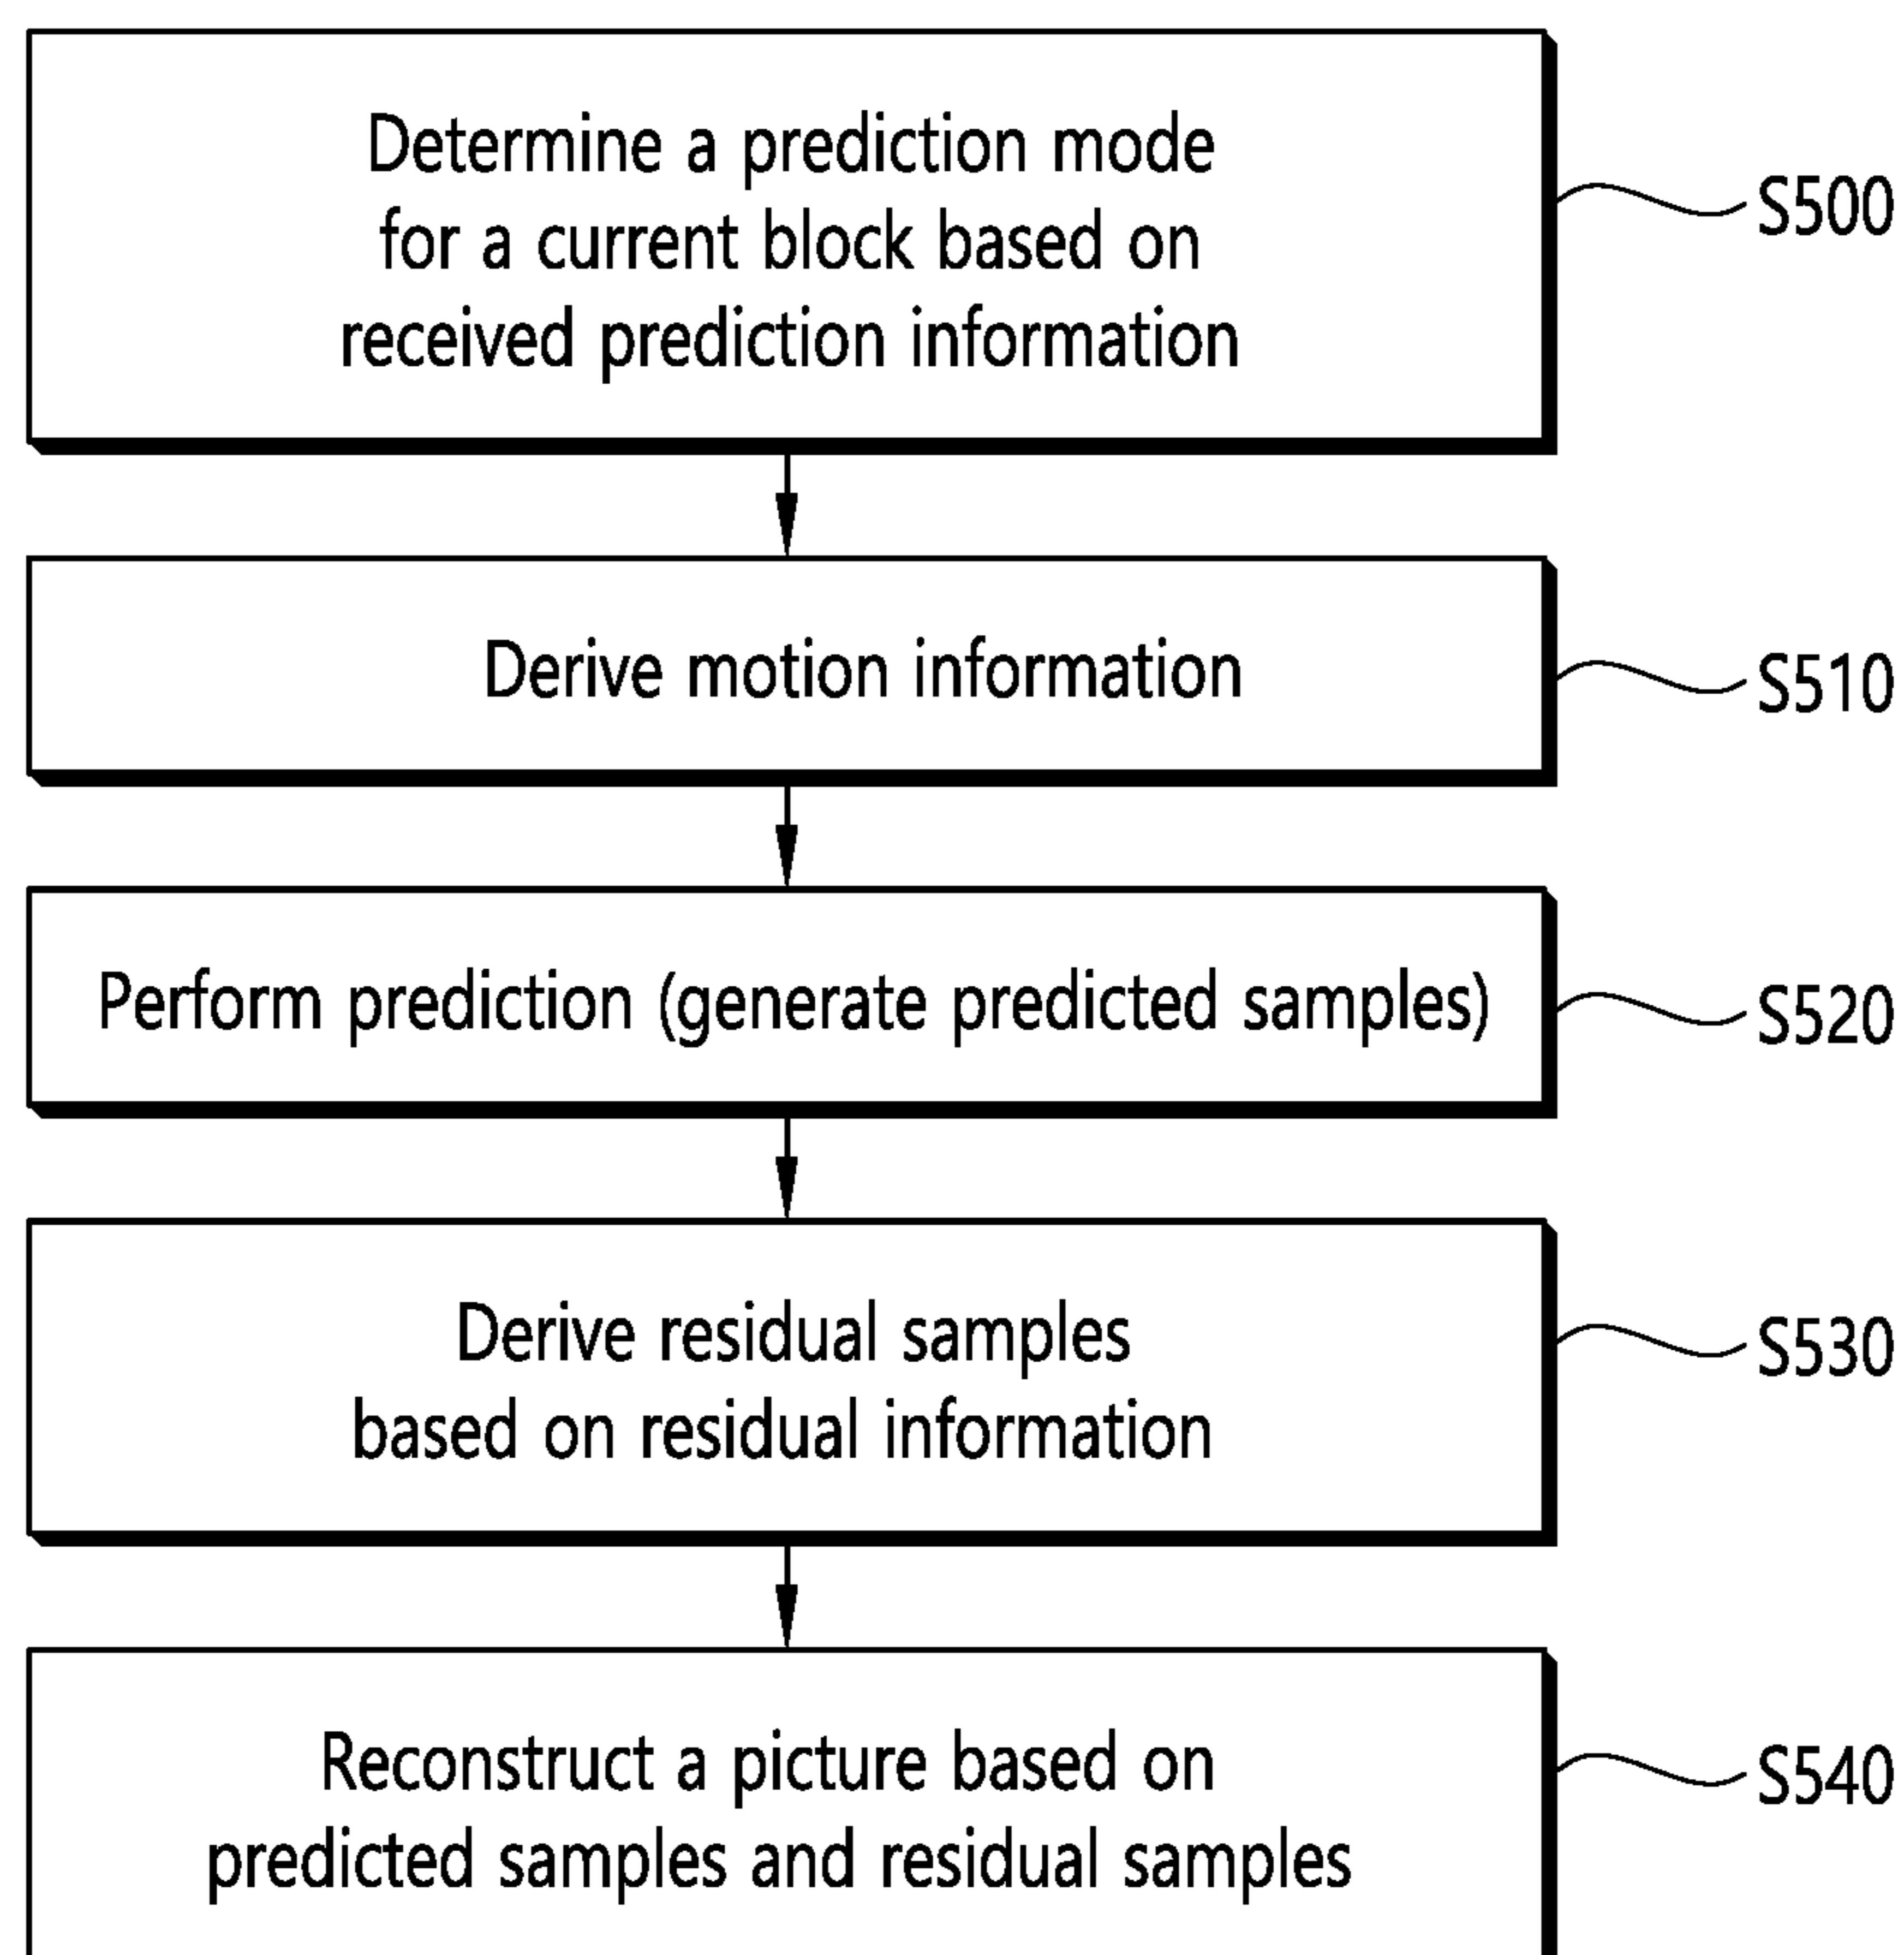 Determine a prediction mode
for a current block based on
received prediction information
S500
Derive motion information
S510
Perform prediction (generate predicted samples)
S520
Derive residual samples
based on residual information
S530
Reconstruct a picture based on
predicted samples and residual samples
S540